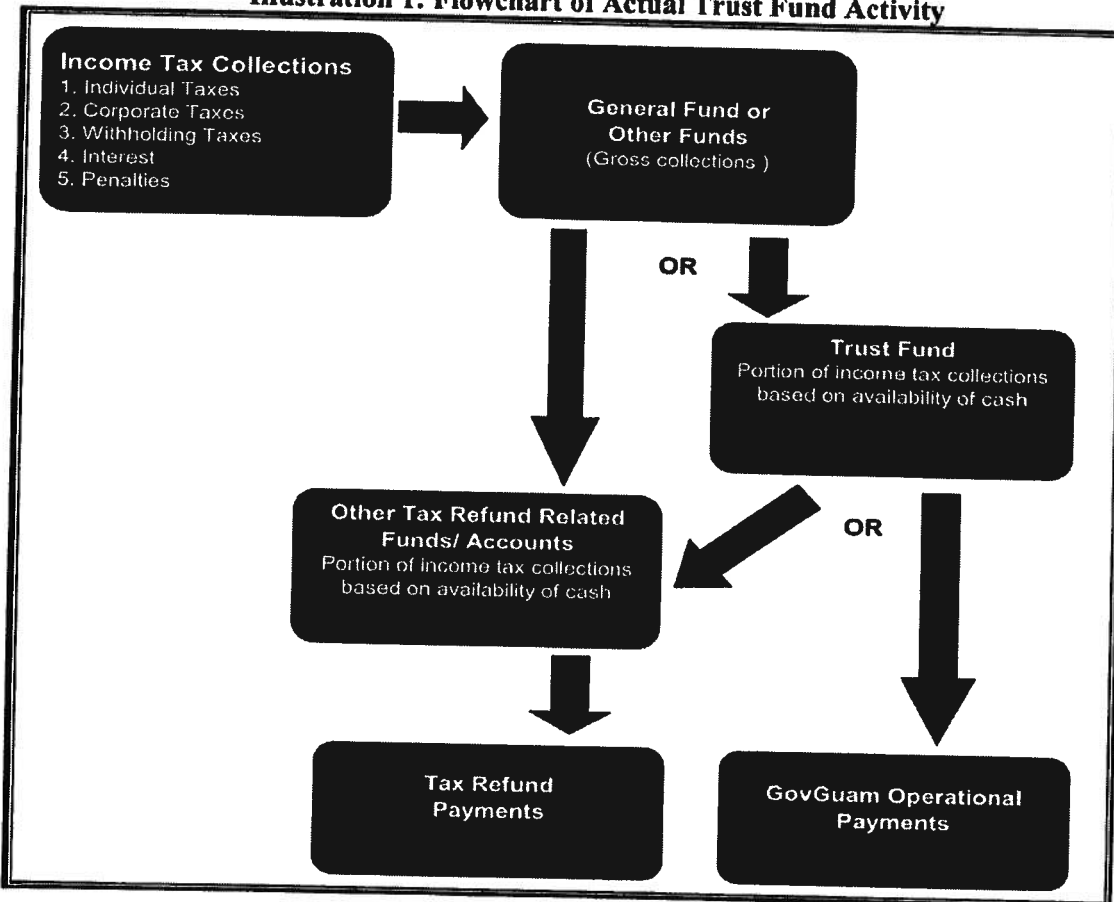 Illustration 1: Flowchart of Actual Trust Fund Activity
Income Tax Collections
1. Individual Taxes
2. Corporate Taxes
3. Withholding Taxes
4. Interest
5. Penalties
General Fund or
Other Funds
(Gross collections )
OR
Trust Fund
Portion of income tax collections
based on availability of cash
Other Tax Refund Related
Funds/ Accounts
Portion of income tax collections
based on availability of cash
OR
Tax Refund
Payments
GovGuam Operational
Payments